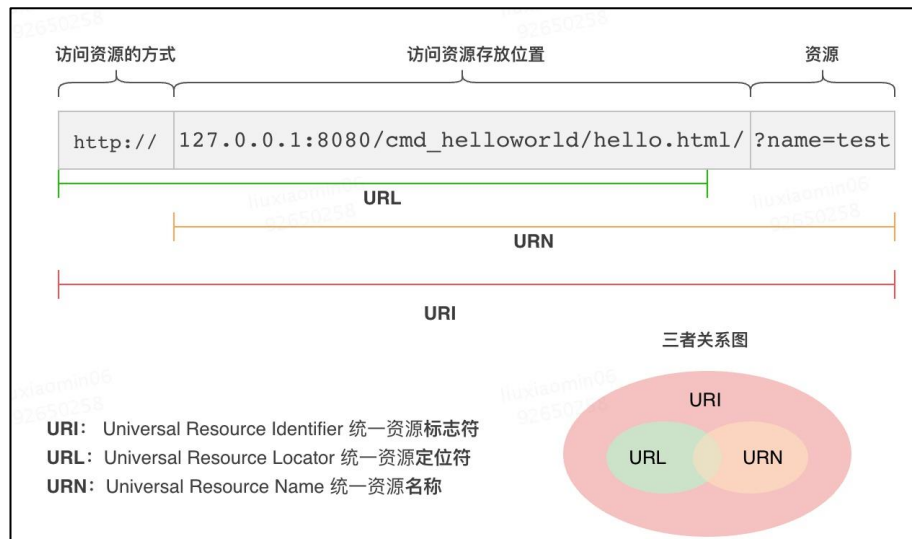 访问资源的方式 访问资源存放位置 资源
http:// 127.0.0.1:8080/cmd_helloworld/hello.html/ ?name=test
URL
URN
URI
三者关系图
URI
URL URN
URI： Universal Resource Identifier 统一资源标志符
URL：Universal Resource Locator 统一资源定位符
URN：Universal Resource Name 统一资源名称
liuxiaomin06
92650258